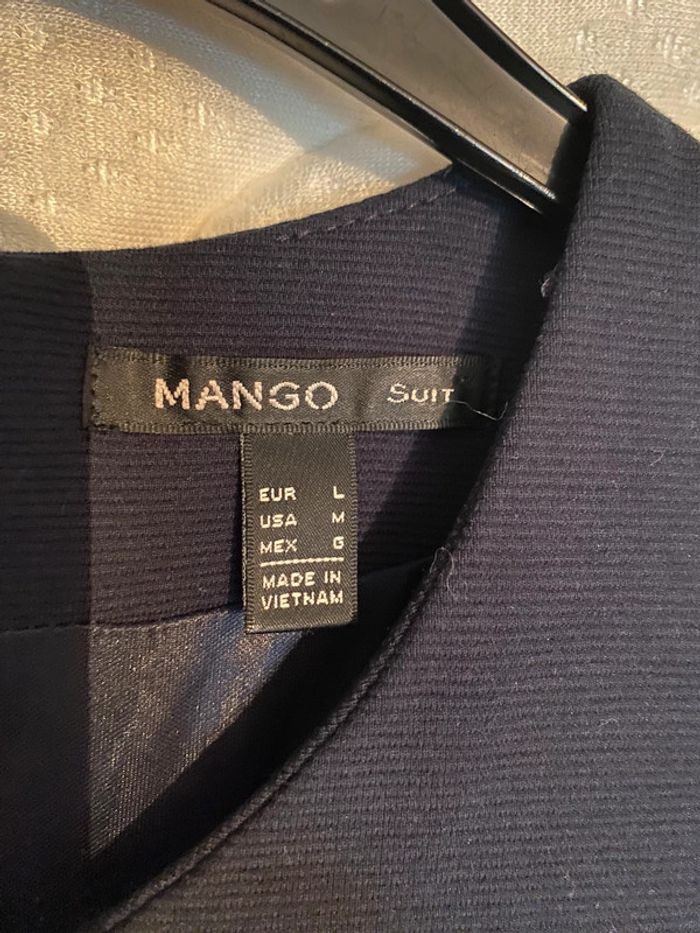 MANGO SUIT
EUR L
USA M
MEX G
MADE IN
VIETNAM